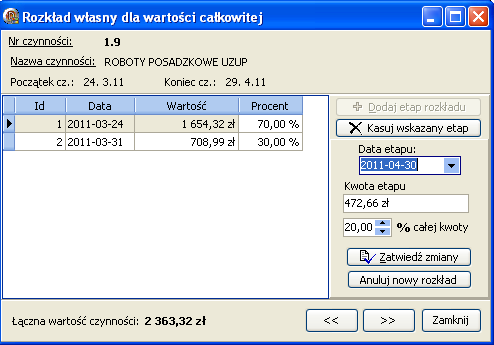 Rozkład własny dla wartości całkowitej
Nr czynności: 1.9
Nazwa czynności: ROBOTY POSADZKOWE UZUP
Początek cz.: 24. 3.11 Koniec cz.: 29. 4.11
Id Data Wartość Procent
1 2011-03-24 1 654,32 zł 70,00 %
2 2011-03-31 708,99 zł 30,00 %
Dodaj etap rozkładu
Kasuj wskazany etap
Data etapu:
2011-04-30
Kwota etapu
472,66 zł
20,00 % całej kwoty
Zatwiedź zmiany
Anuluj nowy rozkład
Łączna wartość czynności: 2 363,32 zł
<< >> Zamknij